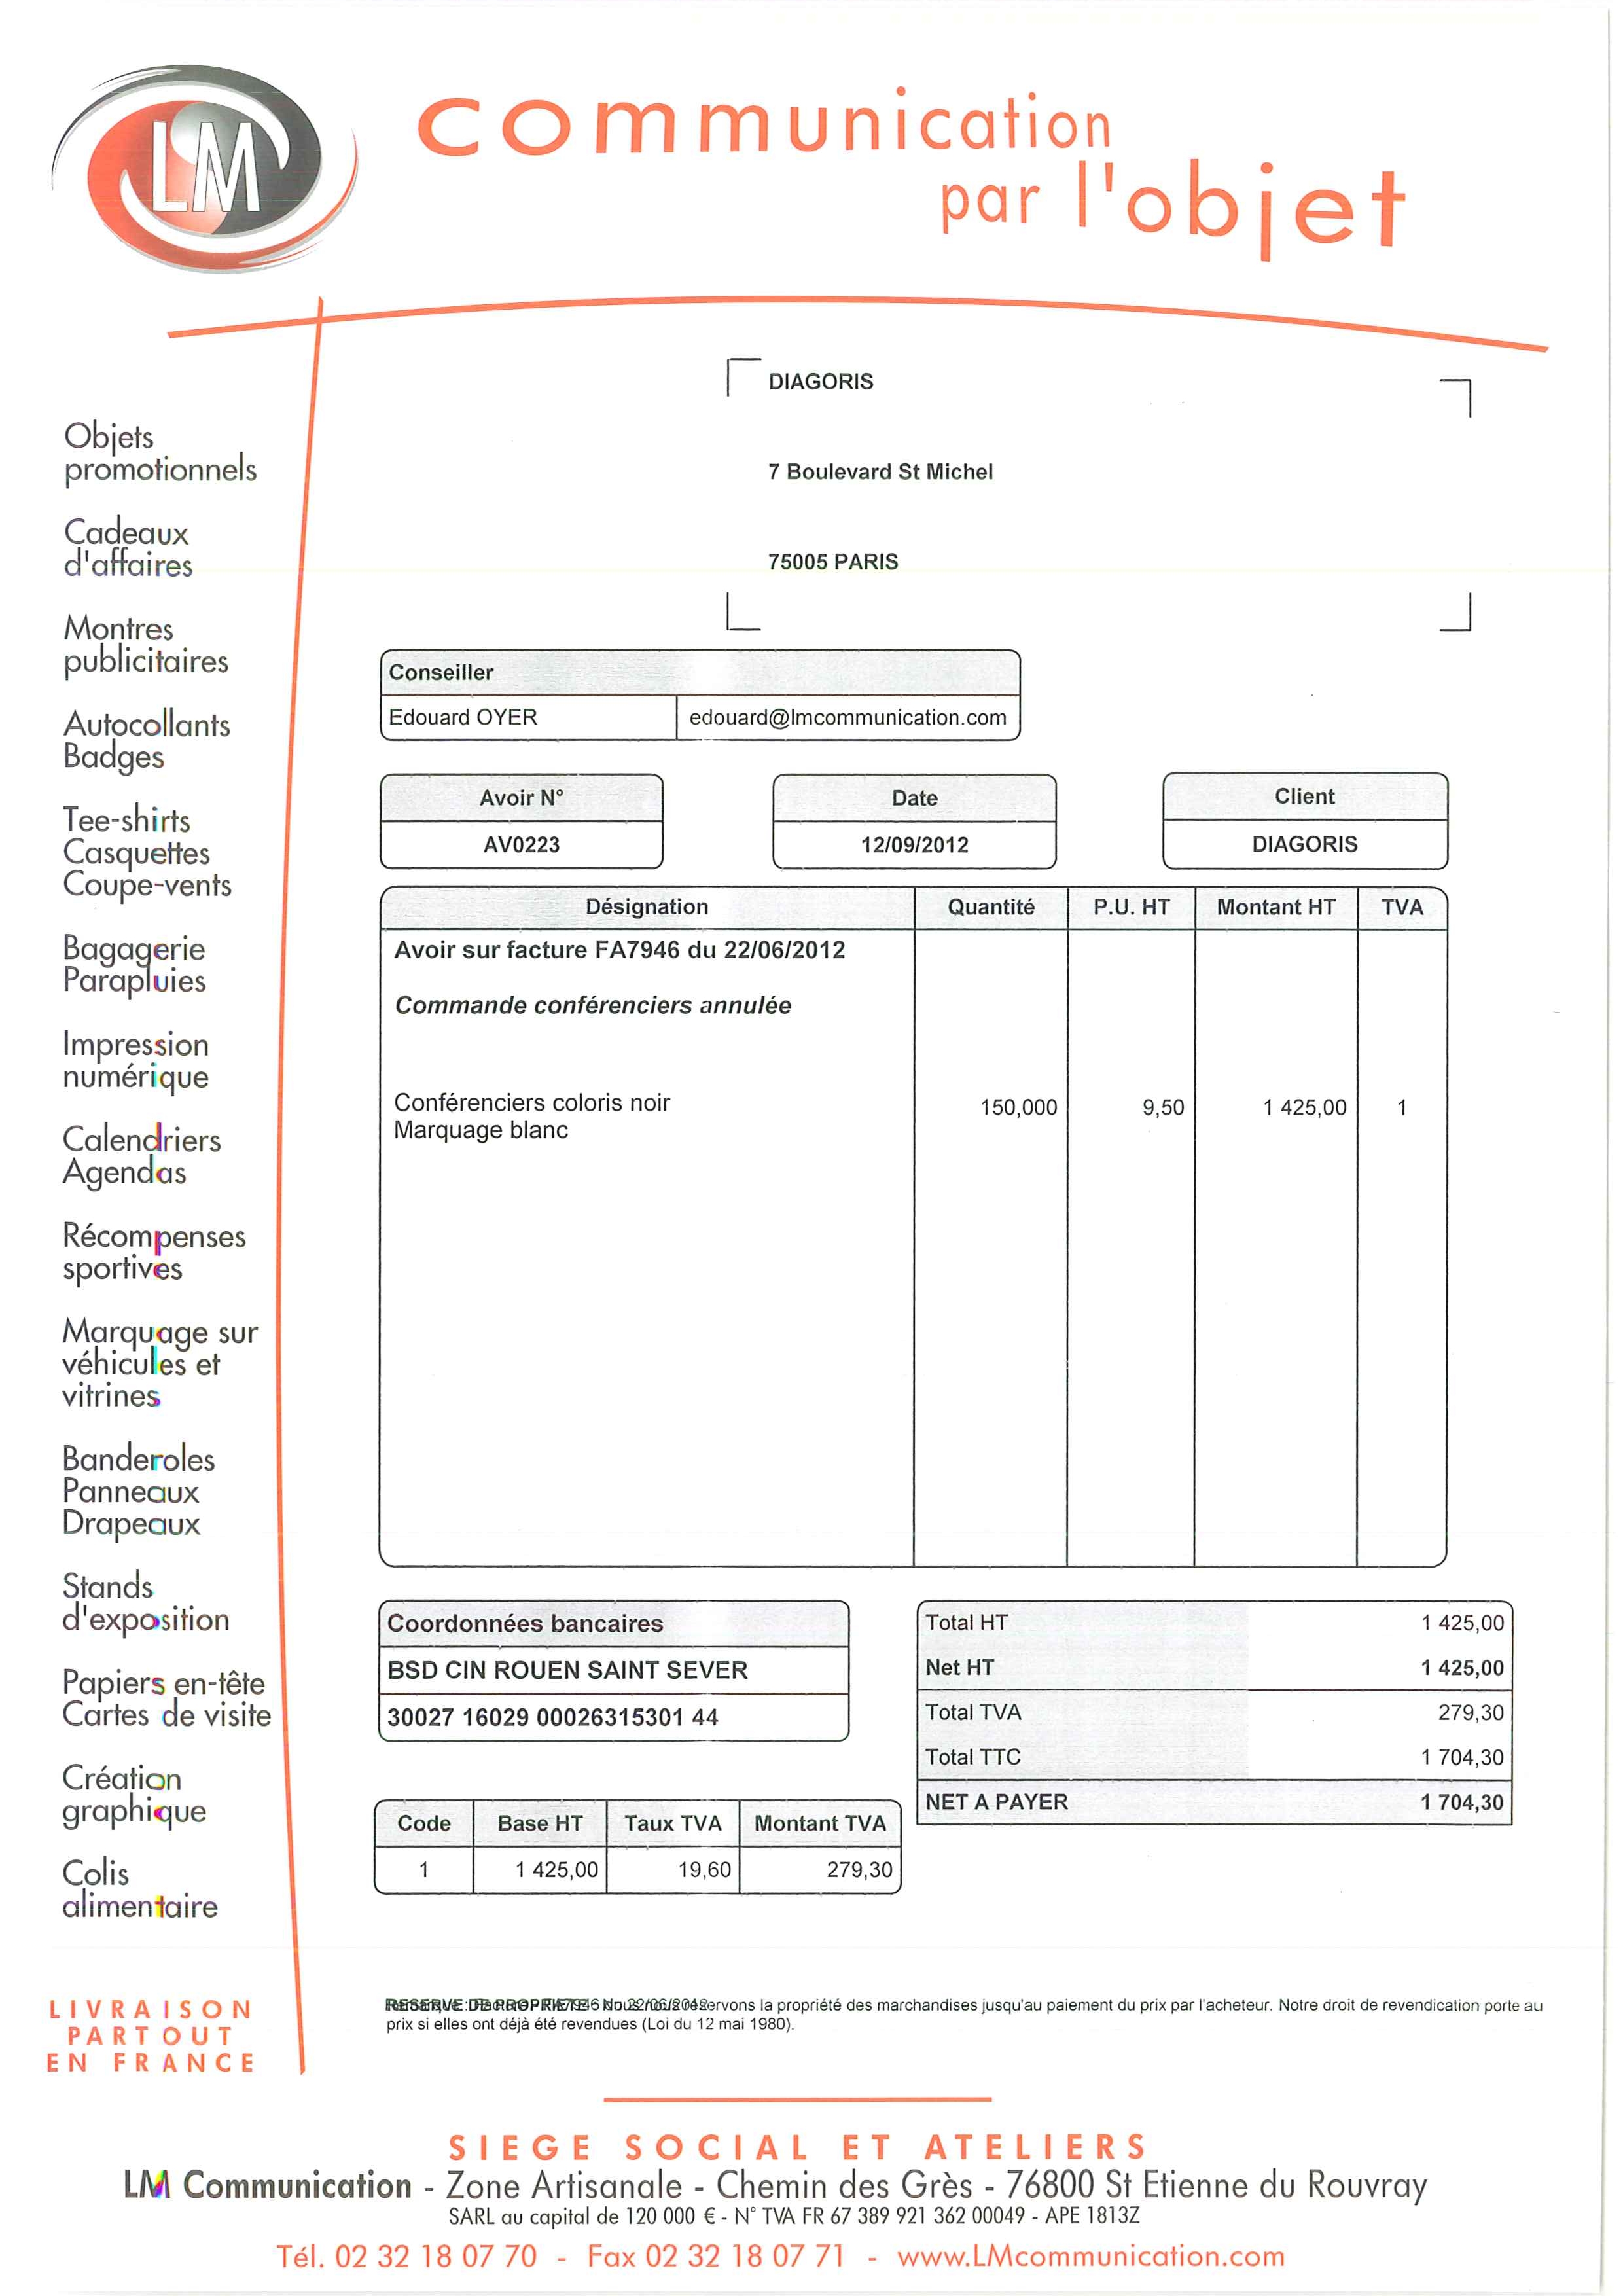 LM
communication
par l'objet
DIAGORIS
7 Boulevard St Michel
75005 PARIS
Objets
promotionnels
Cadeaux
d'affaires
Montres
publicitaires
Autocollants
Badges
Tee-shirts
Casquettes
Coupe-vents
Bagagerie
Parapluies
Impression
numérique
Calendriers
Agendas
Récompenses
sportives
Marquage sur
véhicules et
vitrines
Banderoles
Panneaux
Drapeaux
Stands
d'exposition
Papiers en-tête
Cartes de visite
Création
graphique
Colis
alimentaire
LIVRAISON
PARTOUT
EN FRANCE
Conseiller
Edouard OYER edouard@lmcommunication.com
Avoir N° Date Client
AV0223 12/09/2012 DIAGORIS
Désignation Quantité P.U. HT Montant HT TVA
Avoir sur facture FA7946 du 22/06/2012
Commande conférenciers annulée
Conférenciers coloris noir 150,000 9,50 1 425,00 1
Marquage blanc
Coordonnées bancaires
BSD CIN ROUEN SAINT SEVER
30027 16029 00026315301 44
Total HT 1 425,00
Net HT 1 425,00
Total TVA 279,30
Total TTC 1 704,30
NET A PAYER 1 704,30
Code Base HT Taux TVA Montant TVA
1 1 425,00 19,60 279,30
RESERVE DE PROPRIETE : Nous nous réservons la propriété des marchandises jusqu'au paiement du prix par l'acheteur. Notre droit de revendication porte au
prix si elles ont déjà été revendues (Loi du 12 mai 1980).
SIEGE SOCIAL ET ATELIERS
LM Communication - Zone Artisanale - Chemin des Grès - 76800 St Etienne du Rouvray
SARL au capital de 120 000 € - N° TVA FR 67 389 921 362 00049 - APE 1813Z
Tél. 02 32 18 07 70 - Fax 02 32 18 07 71 - www.LMcommunication.com